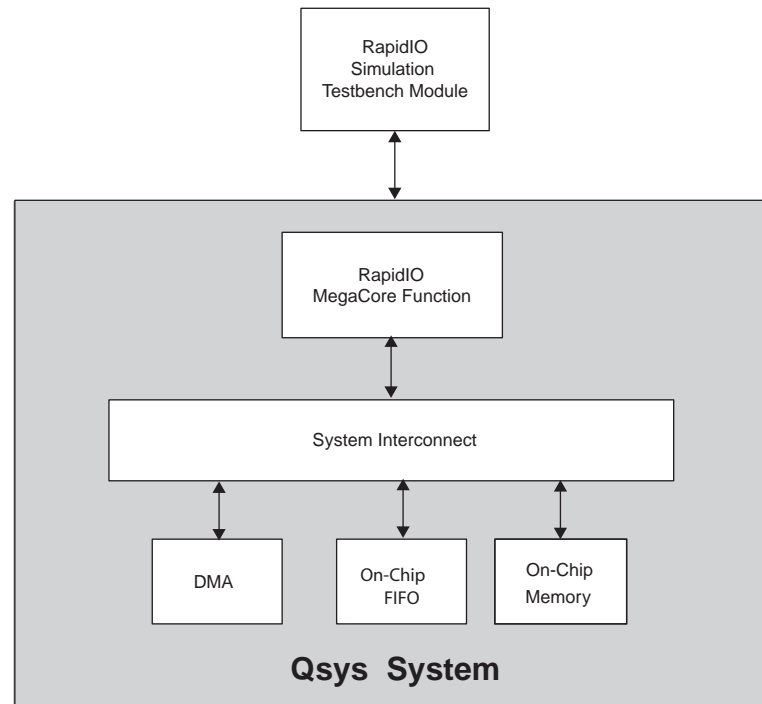 RapidIO
Simulation
Testbench Module
RapidIO
MegaCore Function
System Interconnect
DMA
On-Chip
FIFO
On-Chip
Memory
Qsys System